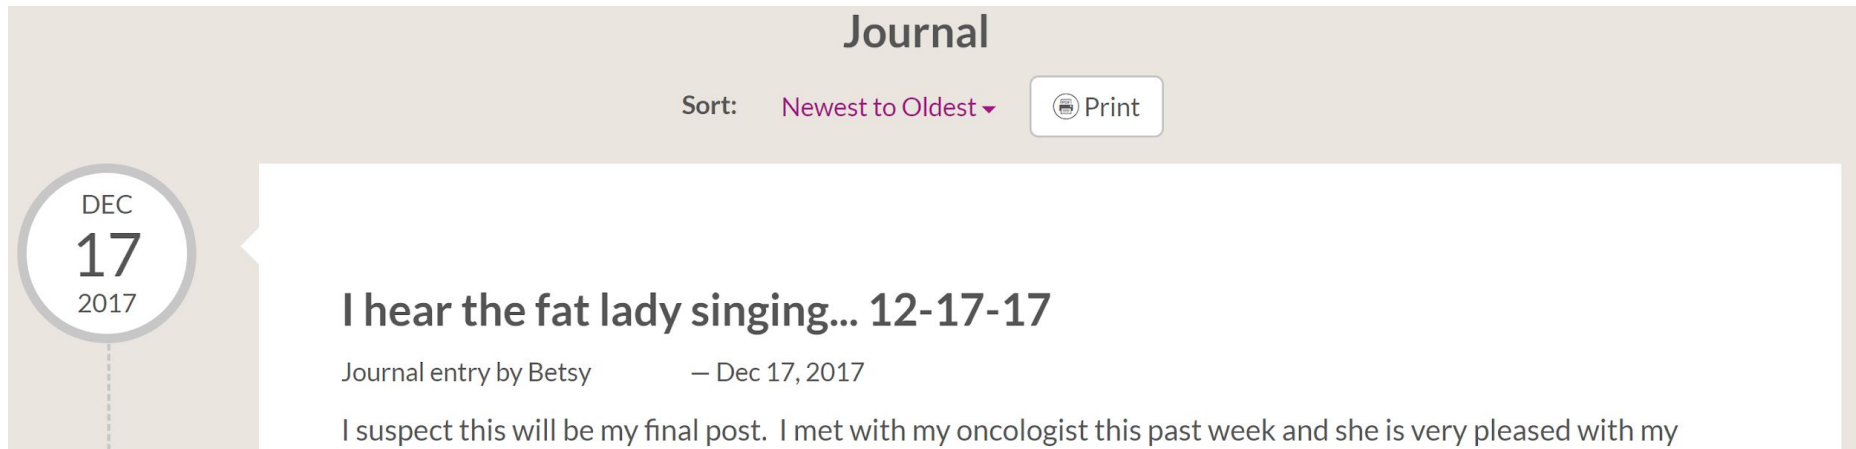 Journal
Sort: Newest to Oldest Print
DEC
17
2017
I hear the fat lady singing... 12-17-17
Journal entry by Betsy — Dec 17, 2017
I suspect this will be my final post.  I met with my oncologist this past week and she is very pleased with my